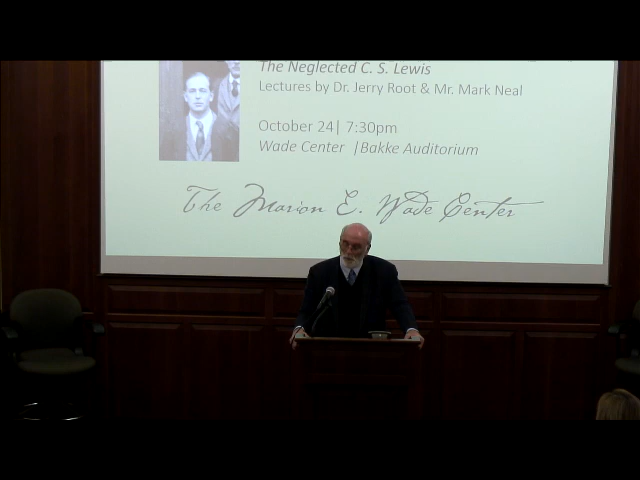 The Neglected C. S. Lewis
Lectures by Dr. Jerry Root & Mr. Mark Neal
October 24| 7:30pm
Wade Center |Bakke Auditorium
The Marion E. Wade Center